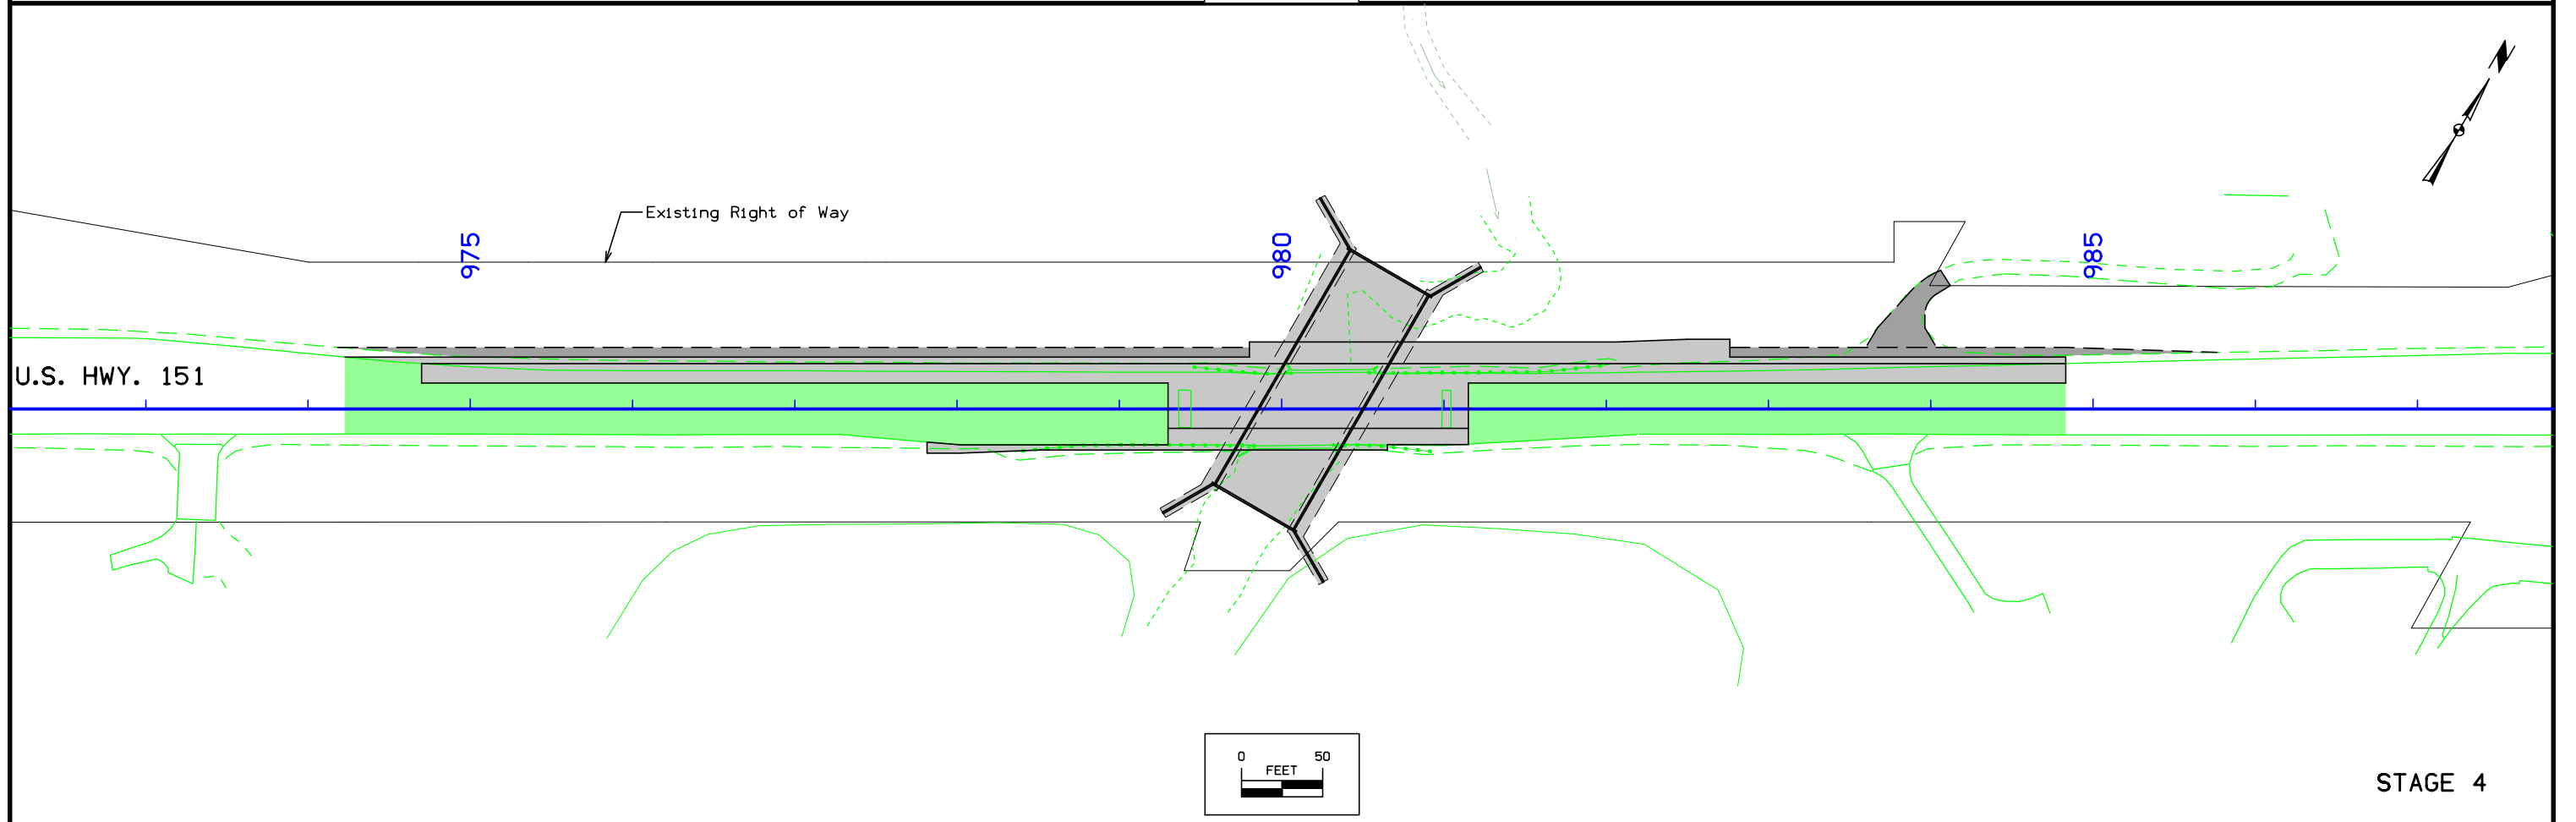 N
Existing Right of Way
975
980
985
U.S. HWY. 151
0 50
FEET
STAGE 4